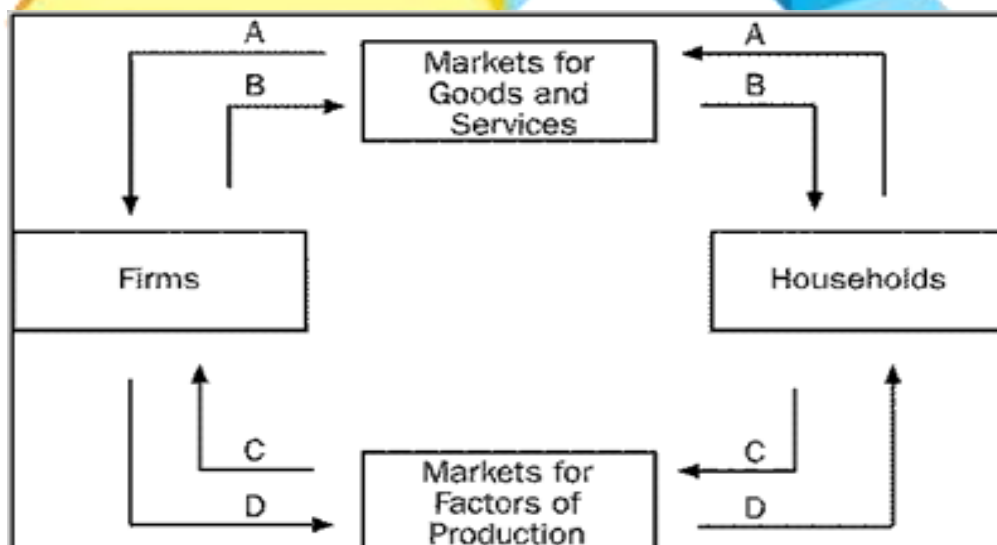 A
A
Markets for
Goods and
Services
B
B
Firms
Households
C
C
Markets for
Factors of
Production
D
D